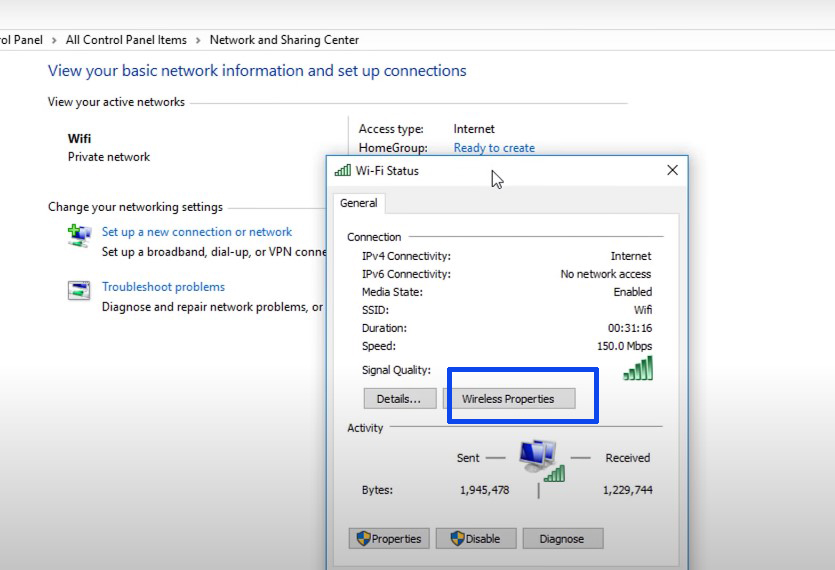 ol Panel > All Control Panel Items > Network and Sharing Center
View your basic network information and set up connections
View your active networks
Wifi
Private network
Access type: Internet
HomeGroup: Ready to create
Change your networking settings
Set up a new connection or network
Set up a broadband, dial-up, or VPN conne
Troubleshoot problems
Diagnose and repair network problems, or
Wi-Fi Status
General
Connection
IPv4 Connectivity: Internet
IPv6 Connectivity: No network access
Media State: Enabled
SSID: Wifi
Duration: 00:31:16
Speed: 150.0 Mbps
Signal Quality:
Details... Wireless Properties
Activity
Sent Received
Bytes: 1,945,478 1,229,744
Properties Disable Diagnose